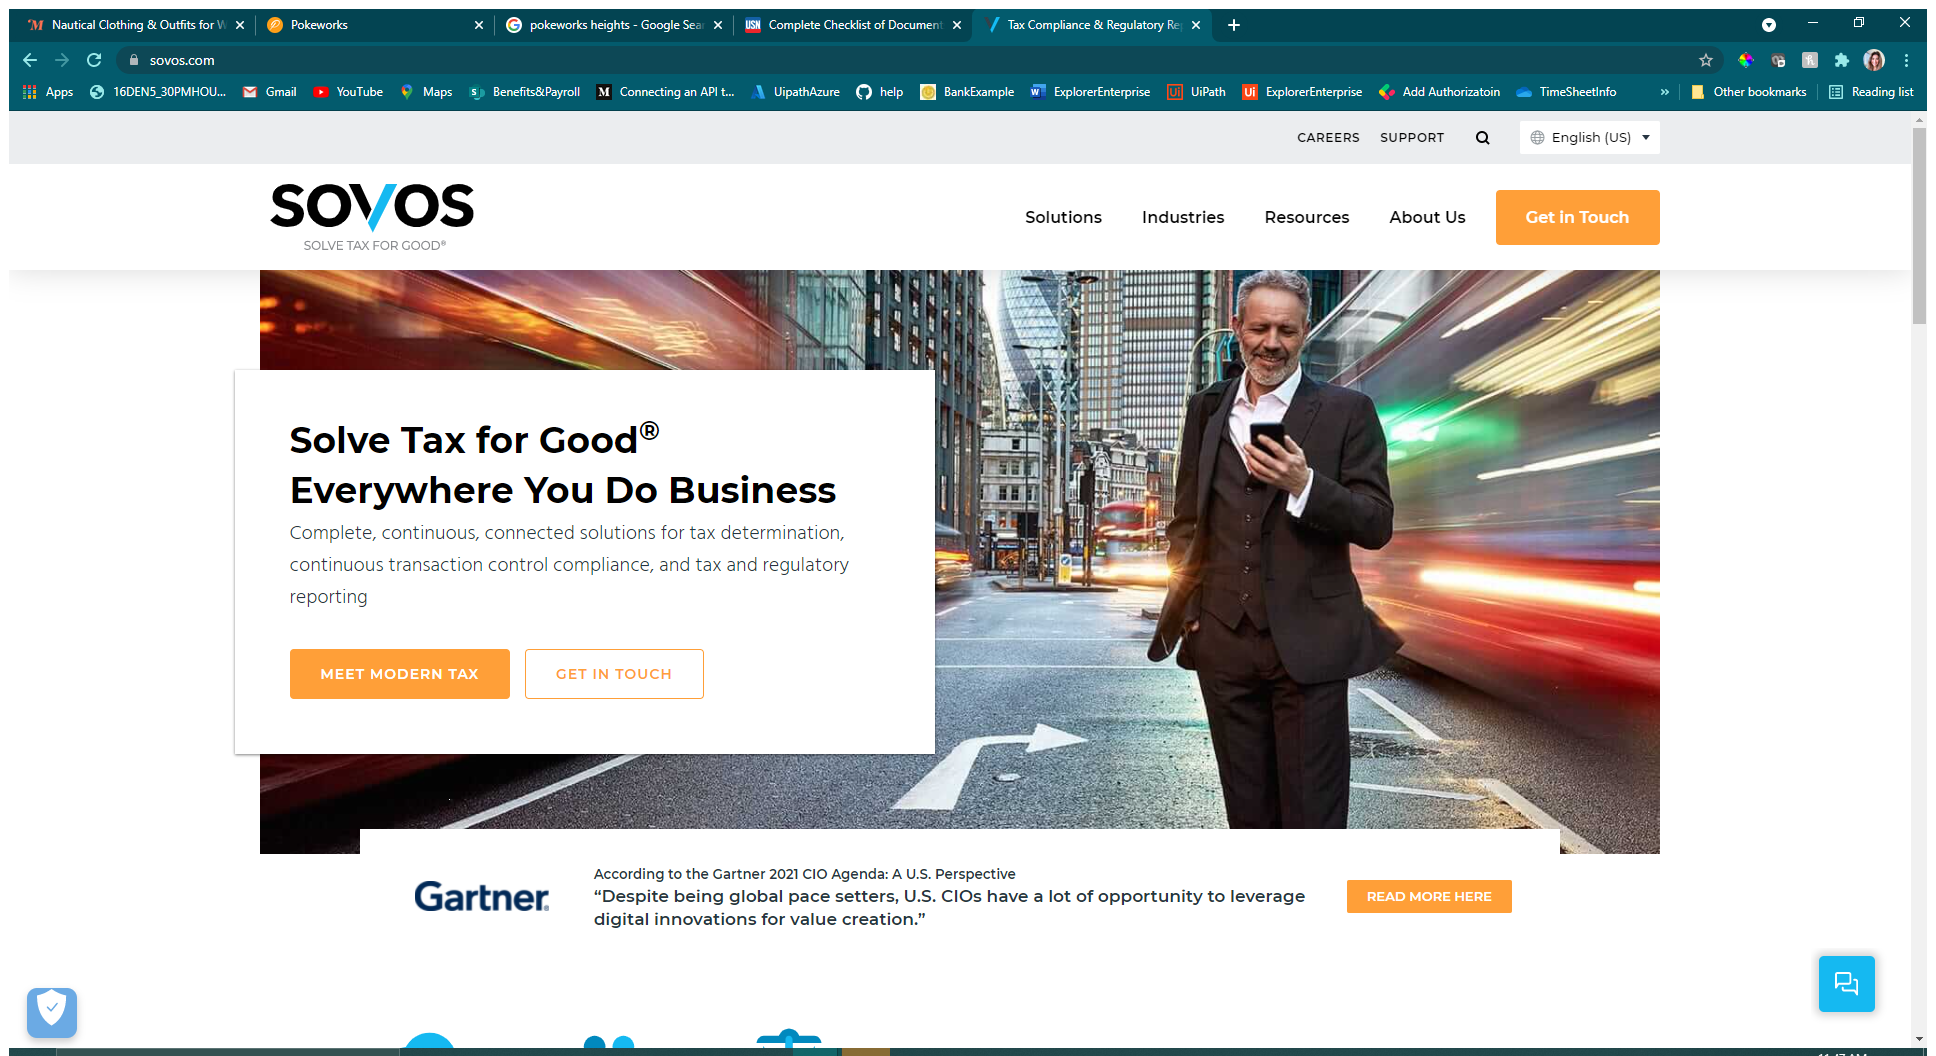 Nautical Clothing & Outfits for W
Pokeworks
pokeworks heights - Google Sear
Complete Checklist of Document
Tax Compliance & Regulatory Rep
sovos.com
Apps
16DEN5_30PMHOU...
Gmail
YouTube
Maps
Benefits&Payroll
Connecting an API t...
UipathAzure
help
BankExample
ExplorerEnterprise
UiPath
ExplorerEnterprise
Add Authorizatoin
TimeSheetInfo
»
Other bookmarks
Reading list
CAREERS
SUPPORT
English (US)
SOVOS
SOLVE TAX FOR GOOD®
Solutions
Industries
Resources
About Us
Get in Touch
Solve Tax for Good®
Everywhere You Do Business
Complete, continuous, connected solutions for tax determination,
continuous transaction control compliance, and tax and regulatory
reporting
MEET MODERN TAX
GET IN TOUCH
Gartner®
According to the Gartner 2021 CIO Agenda: A U.S. Perspective
“Despite being global pace setters, U.S. CIOs have a lot of opportunity to leverage
digital innovations for value creation.”
READ MORE HERE